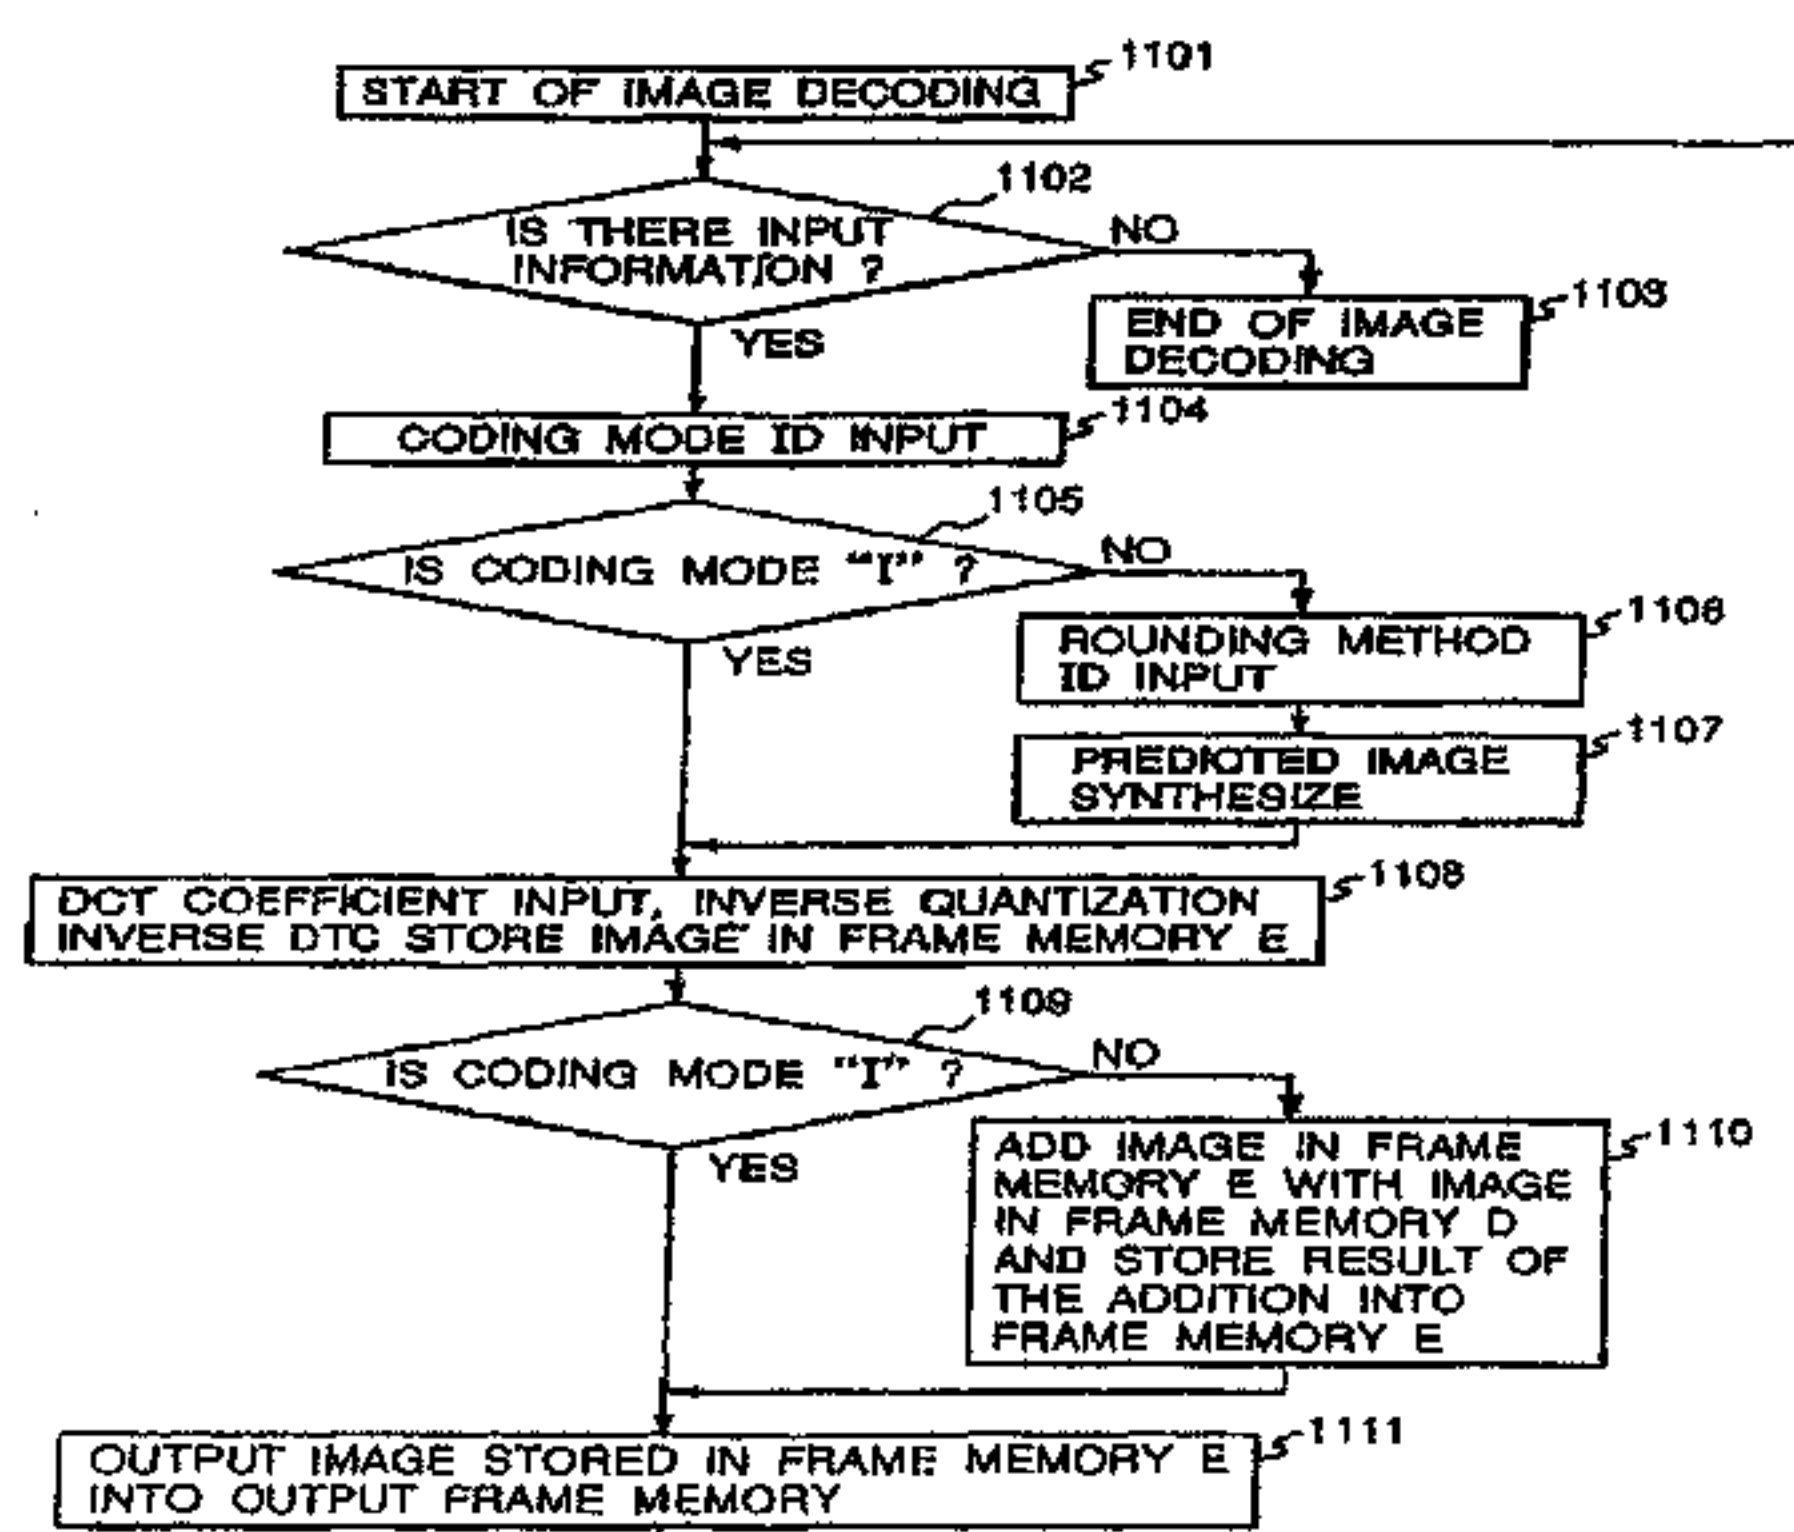 1101
START OF IMAGE DECODING
1102
IS THERE INPUT
INFORMATION ?
NO
YES
1103
END OF IMAGE
DECODING
1104
CODING MODE ID INPUT
1105
IS CODING MODE "I" ?
NO
YES
1106
ROUNDING METHOD
ID INPUT
1107
PREDICTED IMAGE
SYNTHESIZE
1108
DCT COEFFICIENT INPUT, INVERSE QUANTIZATION
INVERSE DTC STORE IMAGE IN FRAME MEMORY E
1109
IS CODING MODE "I" ?
NO
YES
1110
ADD IMAGE IN FRAME
MEMORY E WITH IMAGE
IN FRAME MEMORY D
AND STORE RESULT OF
THE ADDITION INTO
FRAME MEMORY E
1111
OUTPUT IMAGE STORED IN FRAME MEMORY E
INTO OUTPUT FRAME MEMORY